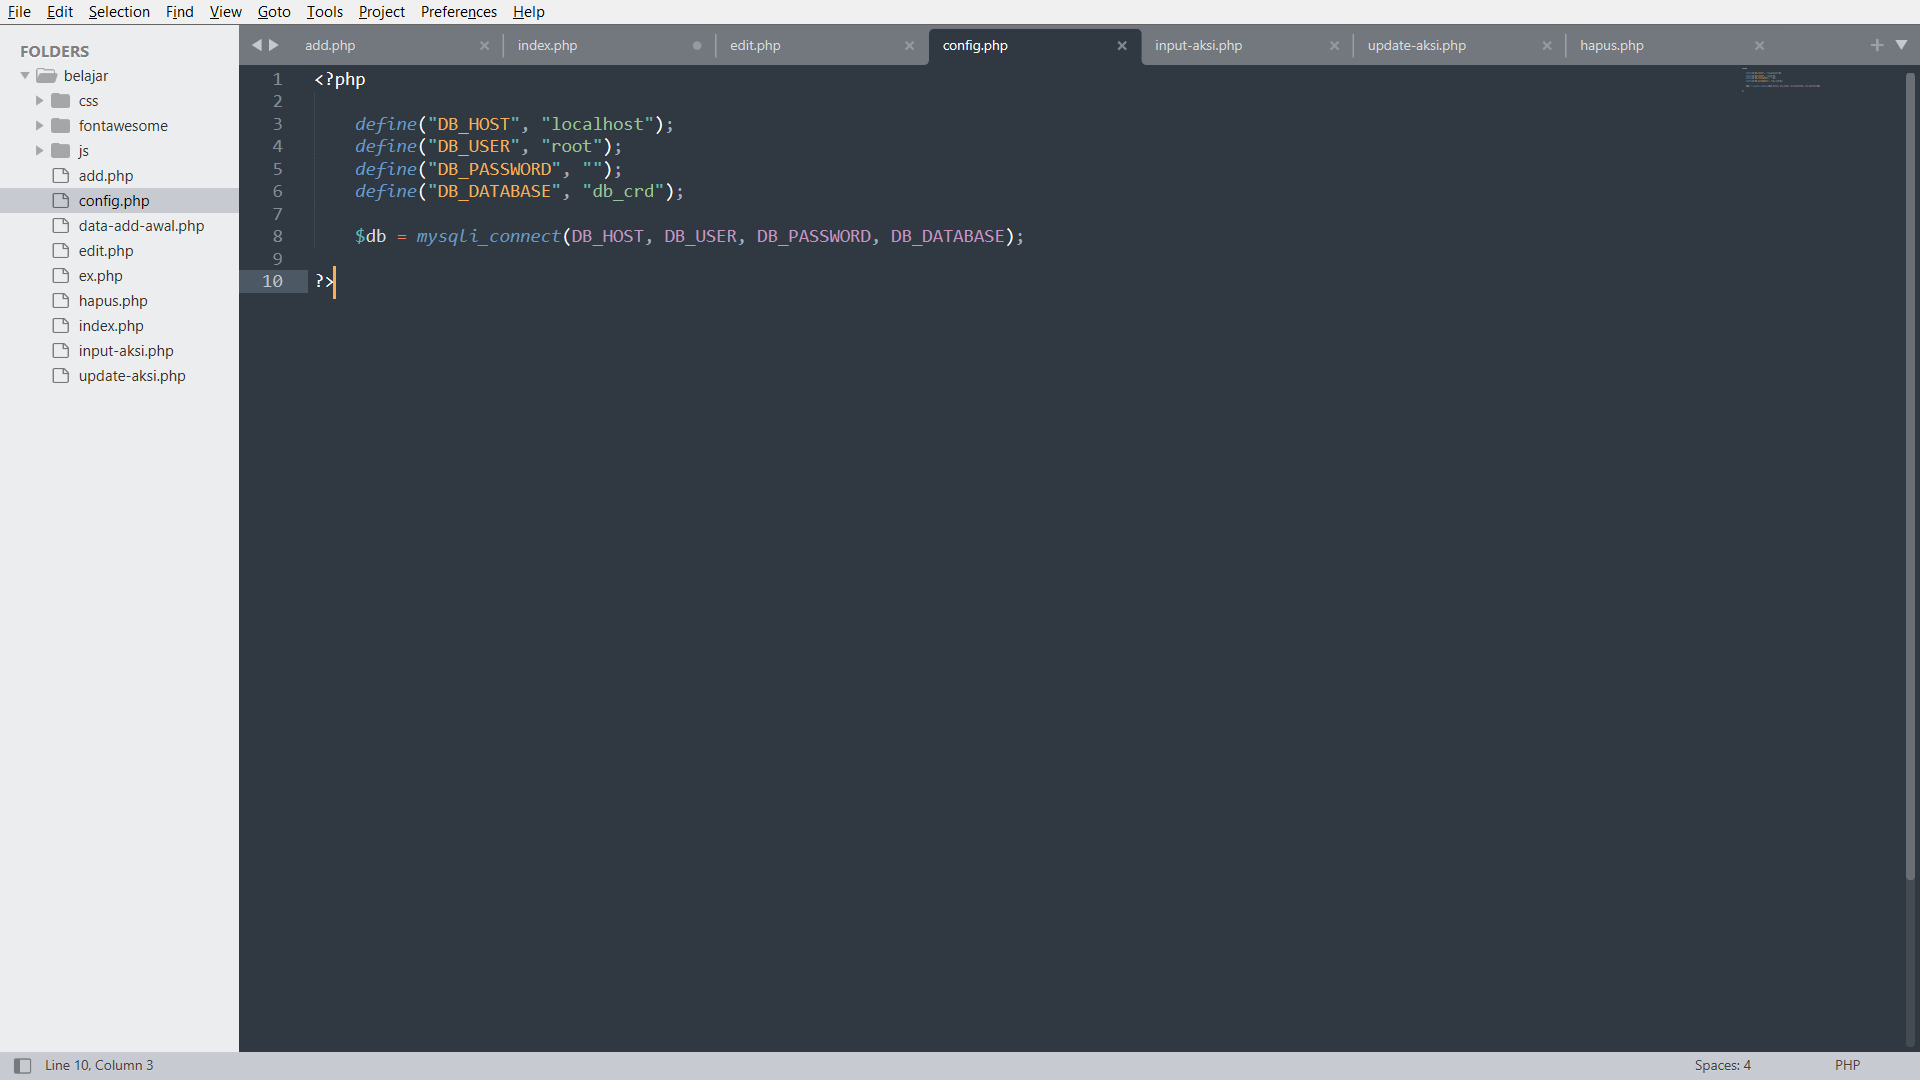 File Edit Selection Find View Goto Tools Project Preferences Help
FOLDERS
belajar
css
fontawesome
js
add.php
config.php
data-add-awal.php
edit.php
ex.php
hapus.php
index.php
input-aksi.php
update-aksi.php
add.php index.php edit.php config.php input-aksi.php update-aksi.php hapus.php
1 <?php
2
3 define("DB_HOST", "localhost");
4 define("DB_USER", "root");
5 define("DB_PASSWORD", "");
6 define("DB_DATABASE", "db_crd");
7
8 $db = mysqli_connect(DB_HOST, DB_USER, DB_PASSWORD, DB_DATABASE);
9
10 ?>
Line 10, Column 3 Spaces: 4 PHP